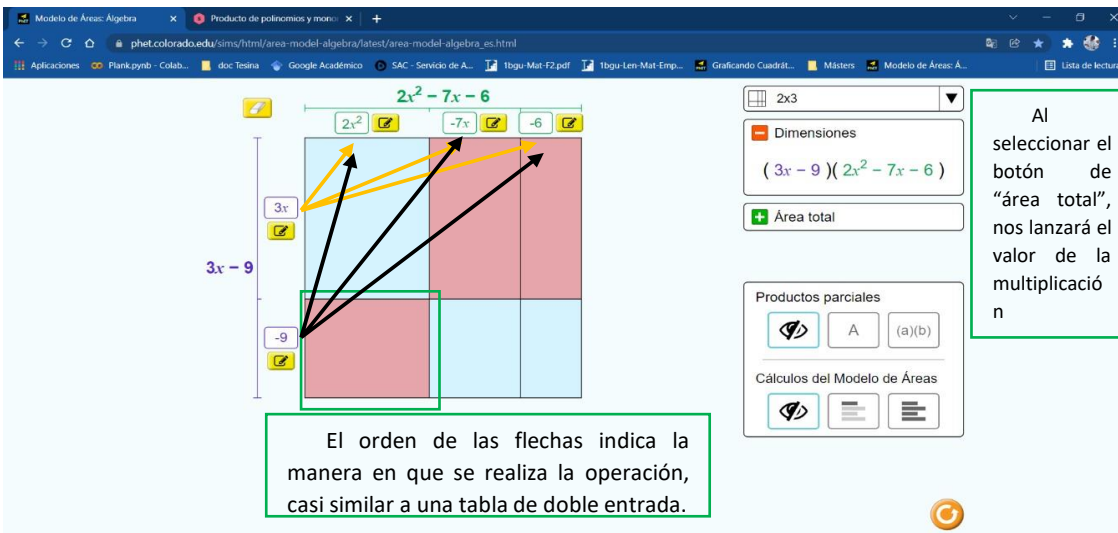 Modelo de Áreas: Álgebra
Producto de polinomios y mono
phet.colorado.edu/sims/html/area-model-algebra/latest/area-model-algebra_es.html
Aplicaciones Plank.pynb - Colab... doc Tesina Google Académico SAC - Servicio de A... 1bgu-Mat-F2.pdf 1bgu-Len-Mat-Emp... Graficando Cuadrát... Másters Modelo de Áreas: Á... Lista de lectura
2x² – 7x – 6
2x² -7x -6
3x
3x – 9
-9
2x3
Dimensiones
( 3x – 9 )( 2x² – 7x – 6 )
Área total
Productos parciales
A (a)(b)
Cálculos del Modelo de Áreas
Al
seleccionar el
botón de
“área total”,
nos lanzará el
valor de la
multiplicació
n
El orden de las flechas indica la
manera en que se realiza la operación,
casi similar a una tabla de doble entrada.